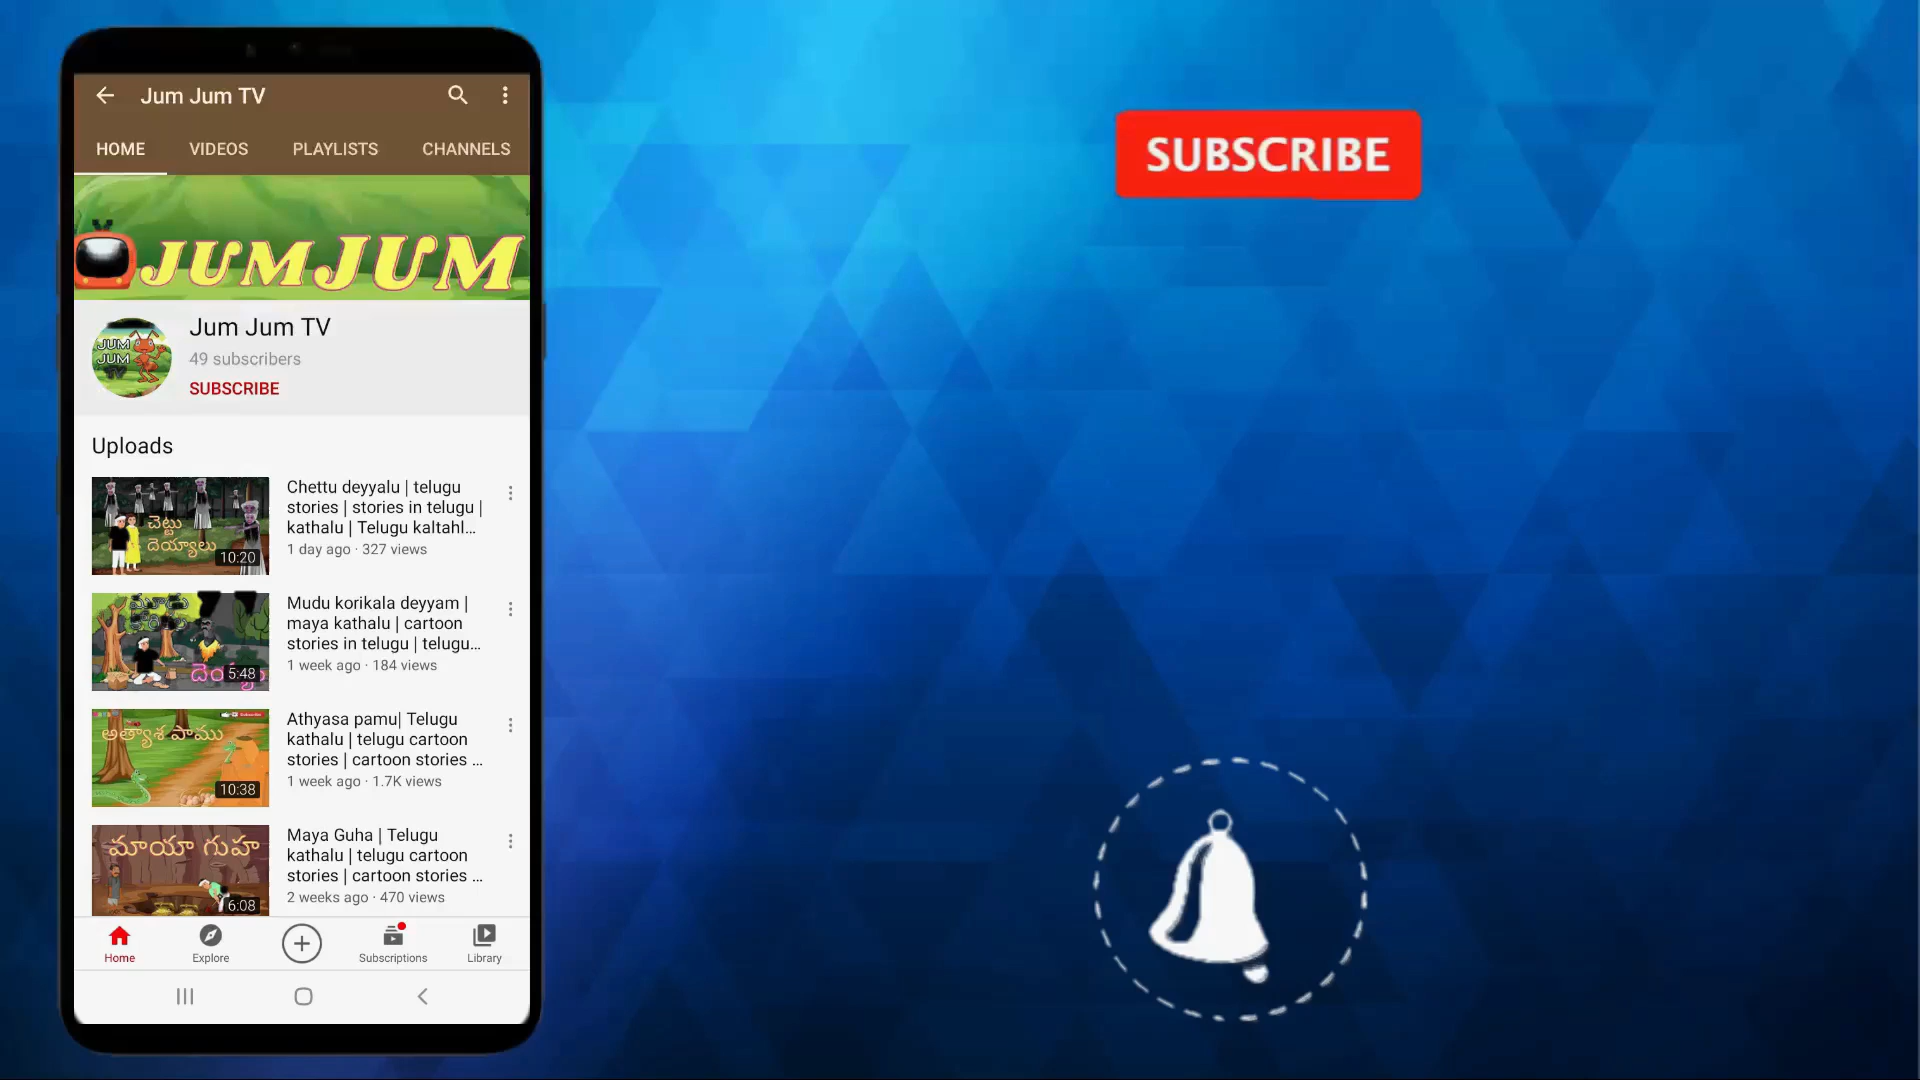 Jum Jum TV
HOME VIDEOS PLAYLISTS CHANNELS
JUMJUM
JUM
JUM
TV
Jum Jum TV
49 subscribers
SUBSCRIBE
Uploads
చెట్టు
దెయ్యాలు
10:20
Chettu deyyalu | telugu
stories | stories in telugu |
kathalu | Telugu kaltahl...
1 day ago · 327 views
5:48
Mudu korikala deyyam |
maya kathalu | cartoon
stories in telugu | telugu...
1 week ago · 184 views
అత్యాశ పాము
10:38
Athyasa pamu| Telugu
kathalu | telugu cartoon
stories | cartoon stories ...
1 week ago · 1.7K views
మాయా గుహ
6:08
Maya Guha | Telugu
kathalu | telugu cartoon
stories | cartoon stories ...
2 weeks ago · 470 views
Home Explore Subscriptions Library
SUBSCRIBE